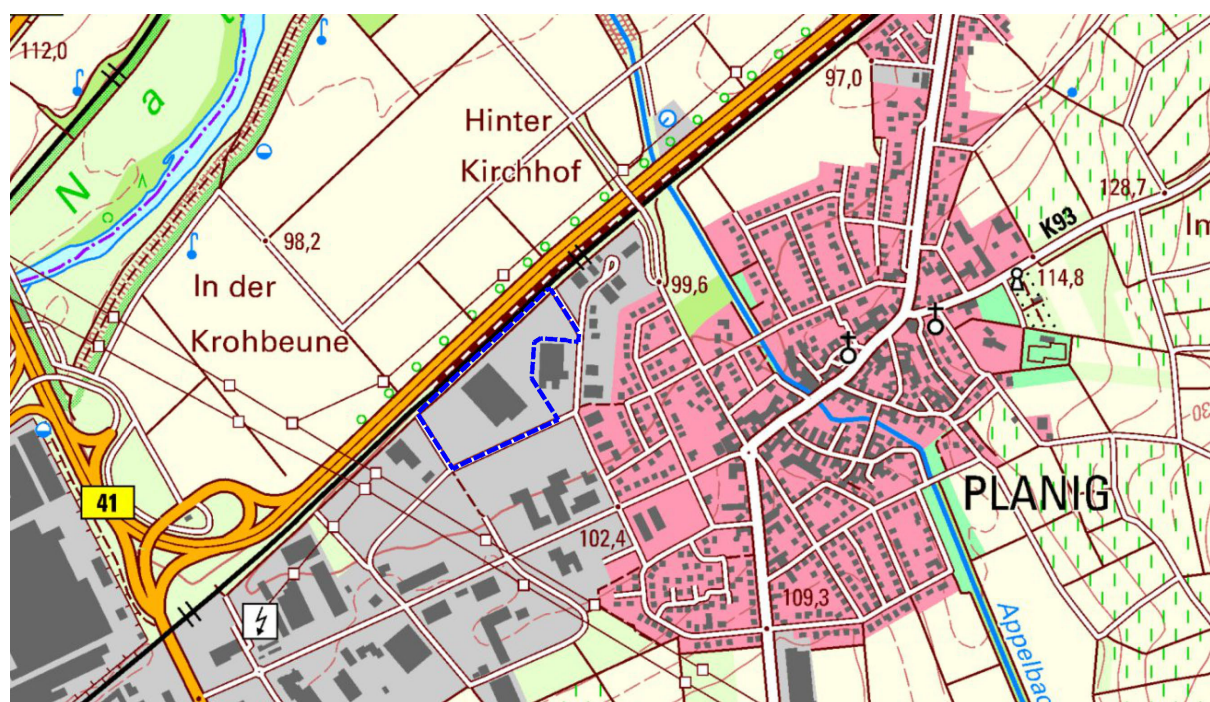 112,0
N
a
t
Hinter
Kirchhof
97,0
128,7
K93
Im
98,2
In der
Krohbeune
99,6
114,8
30
41
PLANIG
102,4
109,3
Appelbac